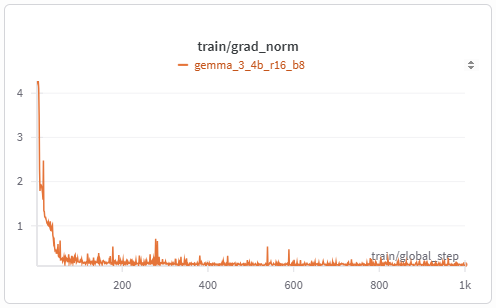 train/grad_norm
gemma_3_4b_r16_b8
4
3
2
1
train/global_step
200
400
600
800
1k